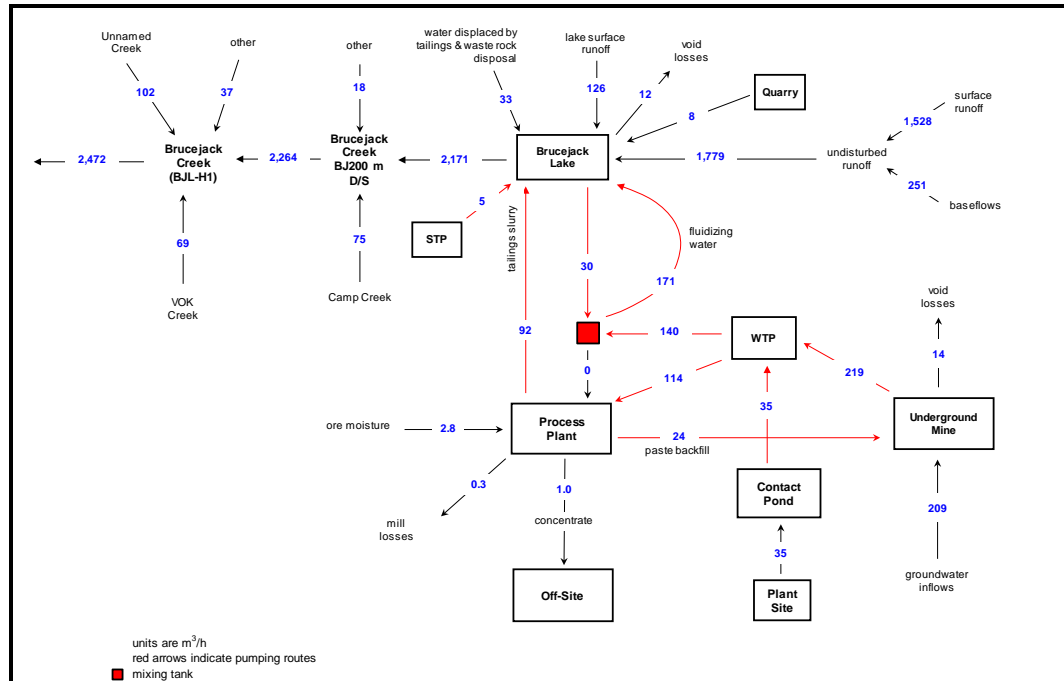 Unnamed
Creek
other
other
water displaced by
tailings & waste rock
disposal
lake surface
runoff
void
losses
Quarry
surface
runoff
102
37
18
33
126
12
8
1,528
2,472
Brucejack
Creek
(BJL-H1)
2,264
Brucejack
Creek
BJ200 m
D/S
2,171
Brucejack
Lake
1,779
undisturbed
runoff
251
baseflows
69
VOK
Creek
75
Camp Creek
STP
5
tailings slurry
92
30
fluidizing
water
171
void
losses
14
140
WTP
219
0
114
35
Underground
Mine
ore moisture
2.8
Process
Plant
24
paste backfill
0.3
mill
losses
1.0
concentrate
Contact
Pond
209
groundwater
inflows
35
Off-Site
Plant
Site
units are m³/h
red arrows indicate pumping routes
mixing tank